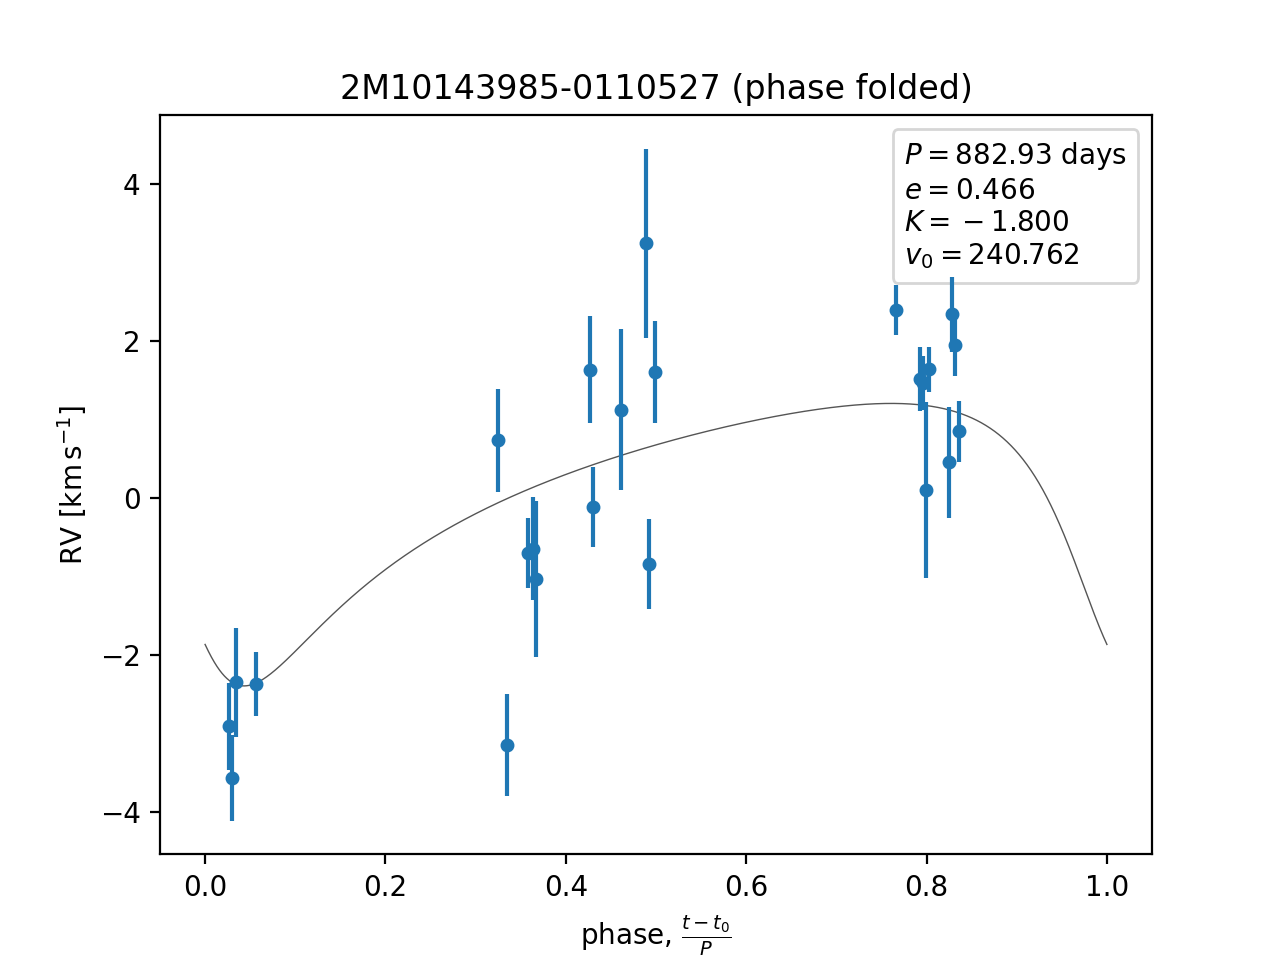 2M10143985-0110527 (phase folded)
P = 882.93 days
e = 0.466
K = −1.800
v₀ = 240.762
RV [km s⁻¹]
4
2
0
−2
−4
0.0 0.2 0.4 0.6 0.8 1.0
phase, (t − t₀)/P